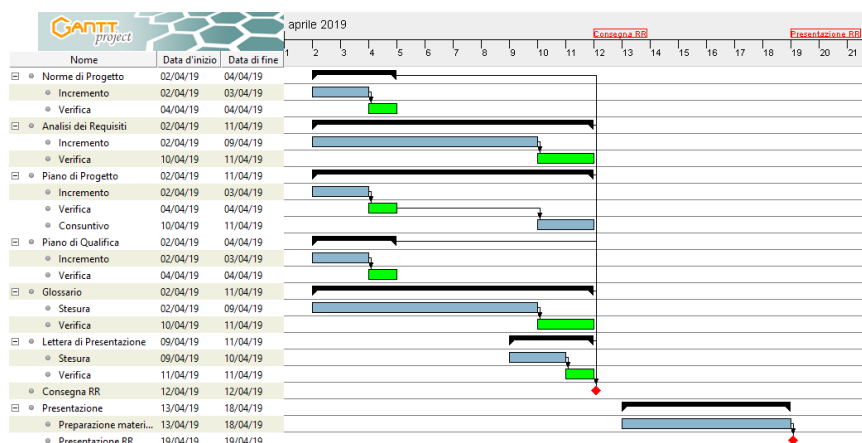 GANTT project
aprile 2019
Consegna RR
Presentazione RR
1 2 3 4 5 6 7 8 9 10 11 12 13 14 15 16 17 18 19 20 21
Nome Data d'inizio Data di fine
Norme di Progetto 02/04/19 04/04/19
Incremento 02/04/19 03/04/19
Verifica 04/04/19 04/04/19
Analisi dei Requisiti 02/04/19 11/04/19
Incremento 02/04/19 09/04/19
Verifica 10/04/19 11/04/19
Piano di Progetto 02/04/19 11/04/19
Incremento 02/04/19 03/04/19
Verifica 04/04/19 04/04/19
Consuntivo 10/04/19 11/04/19
Piano di Qualifica 02/04/19 04/04/19
Incremento 02/04/19 03/04/19
Verifica 04/04/19 04/04/19
Glossario 02/04/19 11/04/19
Stesura 02/04/19 09/04/19
Verifica 10/04/19 11/04/19
Lettera di Presentazione 09/04/19 11/04/19
Stesura 09/04/19 10/04/19
Verifica 11/04/19 11/04/19
Consegna RR 12/04/19 12/04/19
Presentazione 13/04/19 18/04/19
Preparazione materi... 13/04/19 18/04/19
Presentazione RR 19/04/19 19/04/19